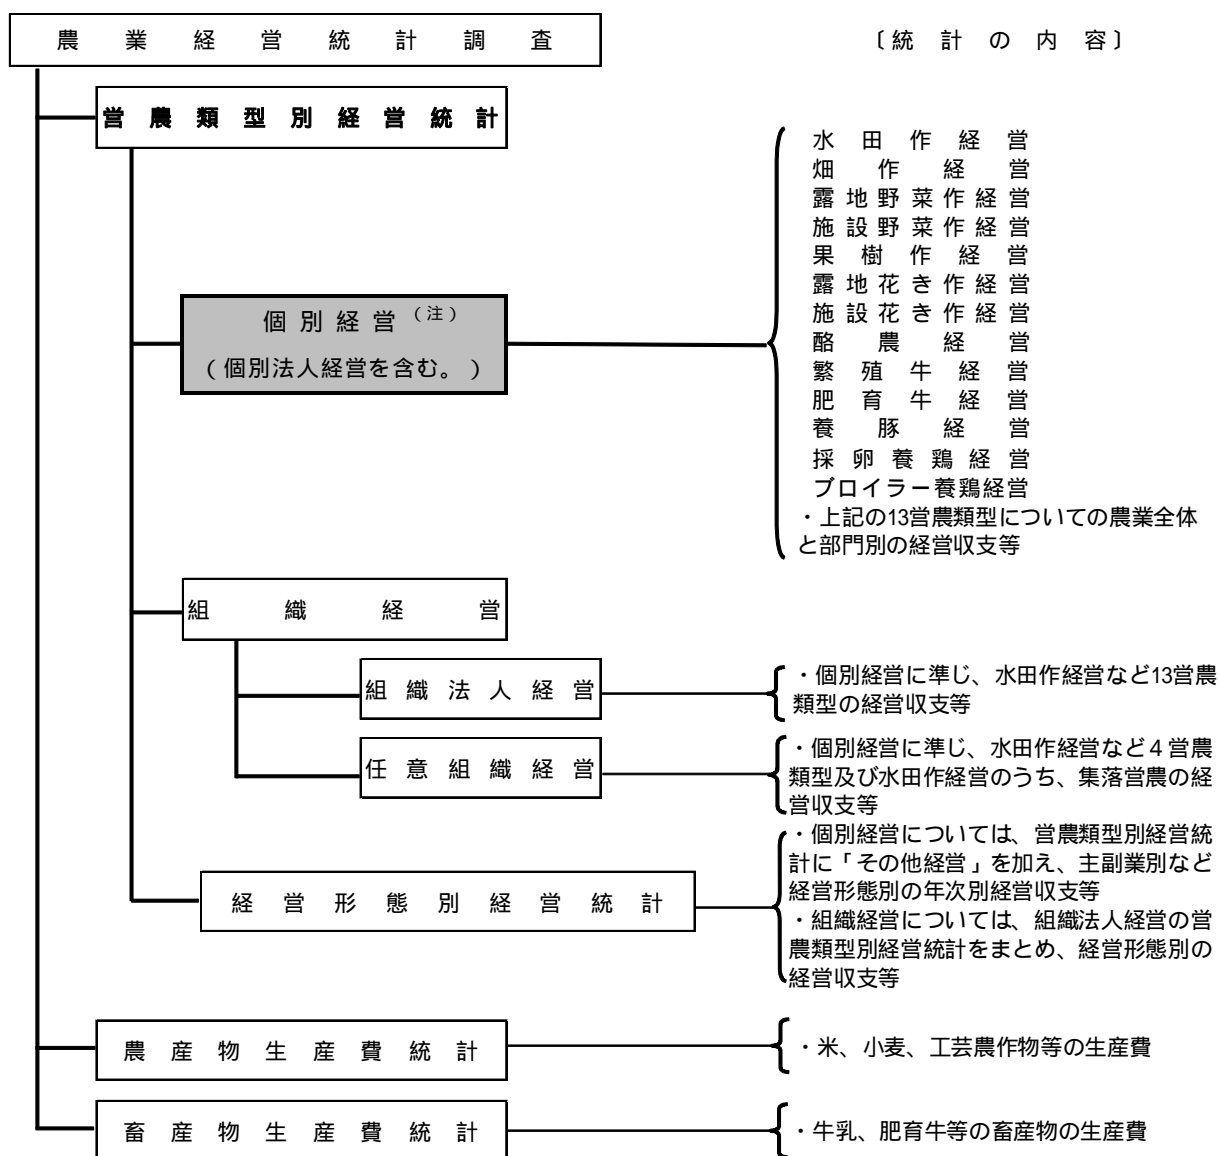 農業経営統計調査
〔統計の内容〕
営農類型別経営統計
水田作経営
畑作経営
露地野菜作経営
施設野菜作経営
果樹作経営
露地花き作経営
施設花き作経営
酪農経営
繁殖牛経営
肥育牛経営
養豚経営
採卵養鶏経営
ブロイラー養鶏経営
・上記の13営農類型についての農業全体
と部門別の経営収支等
個別経営(注)
(個別法人経営を含む。)
組織経営
組織法人経営
・個別経営に準じ、水田作経営など13営農
類型の経営収支等
任意組織経営
・個別経営に準じ、水田作経営など4営農
類型及び水田作経営のうち、集落営農の経
営収支等
経営形態別経営統計
・個別経営については、営農類型別経営統
計に「その他経営」を加え、主副業別など
経営形態別の年次別経営収支等
・組織経営については、組織法人経営の営
農類型別経営統計をまとめ、経営形態別の
経営収支等
農産物生産費統計
・米、小麦、工芸農作物等の生産費
畜産物生産費統計
・牛乳、肥育牛等の畜産物の生産費